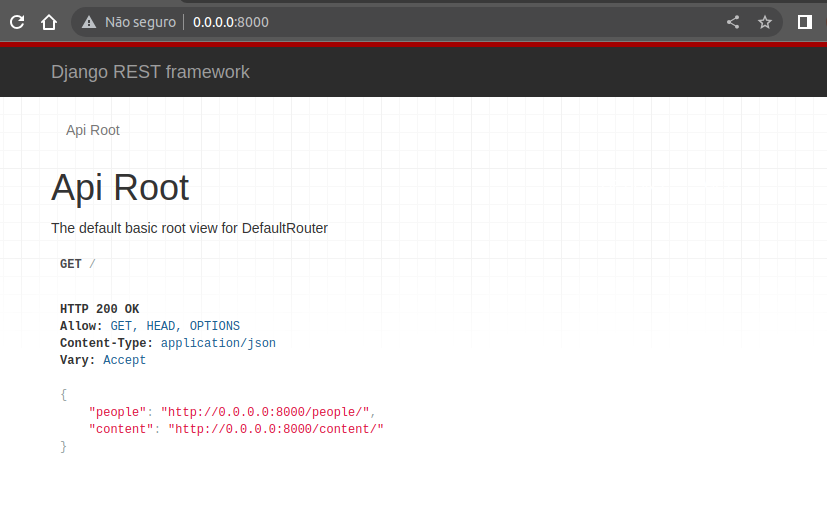 Não seguro | 0.0.0.0:8000
Django REST framework
Api Root
Api Root
The default basic root view for DefaultRouter
GET /
HTTP 200 OK
Allow: GET, HEAD, OPTIONS
Content-Type: application/json
Vary: Accept
{
    "people": "http://0.0.0.0:8000/people/",
    "content": "http://0.0.0.0:8000/content/"
}